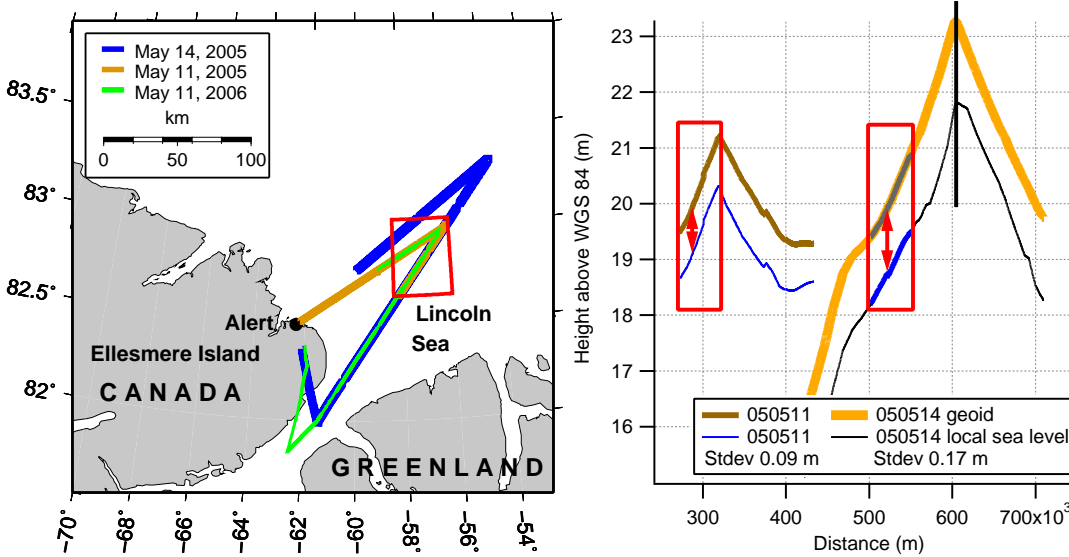 May 14, 2005
May 11, 2005
May 11, 2006
km
0 50 100
83.5°
83°
82.5°
82°
Alert
Lincoln
Sea
Ellesmere Island
CANADA
GREENLAND
−70° −68° −66° −64° −62° −60° −58° −56° −54°
Height above WGS 84 (m)
23
22
21
20
19
18
17
16
050511
050514 geoid
050511
050514 local sea level
Stdev 0.09 m
Stdev 0.17 m
300 400 500 600 700x10³
Distance (m)